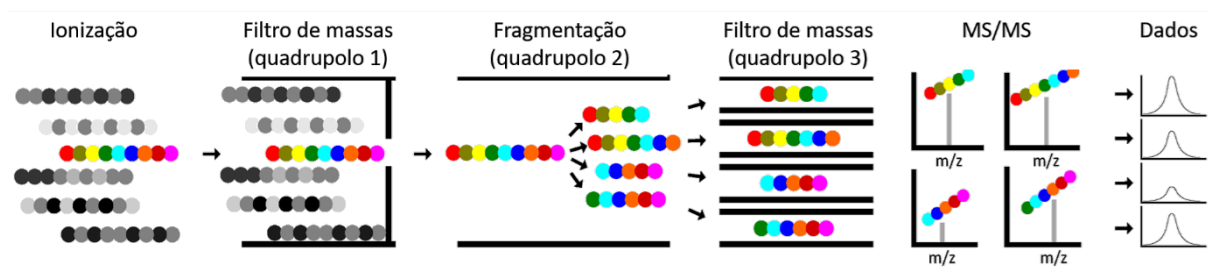 Ionização
Filtro de massas
(quadrupolo 1)
Fragmentação
(quadrupolo 2)
Filtro de massas
(quadrupolo 3)
MS/MS
Dados
m/z
m/z
m/z
m/z